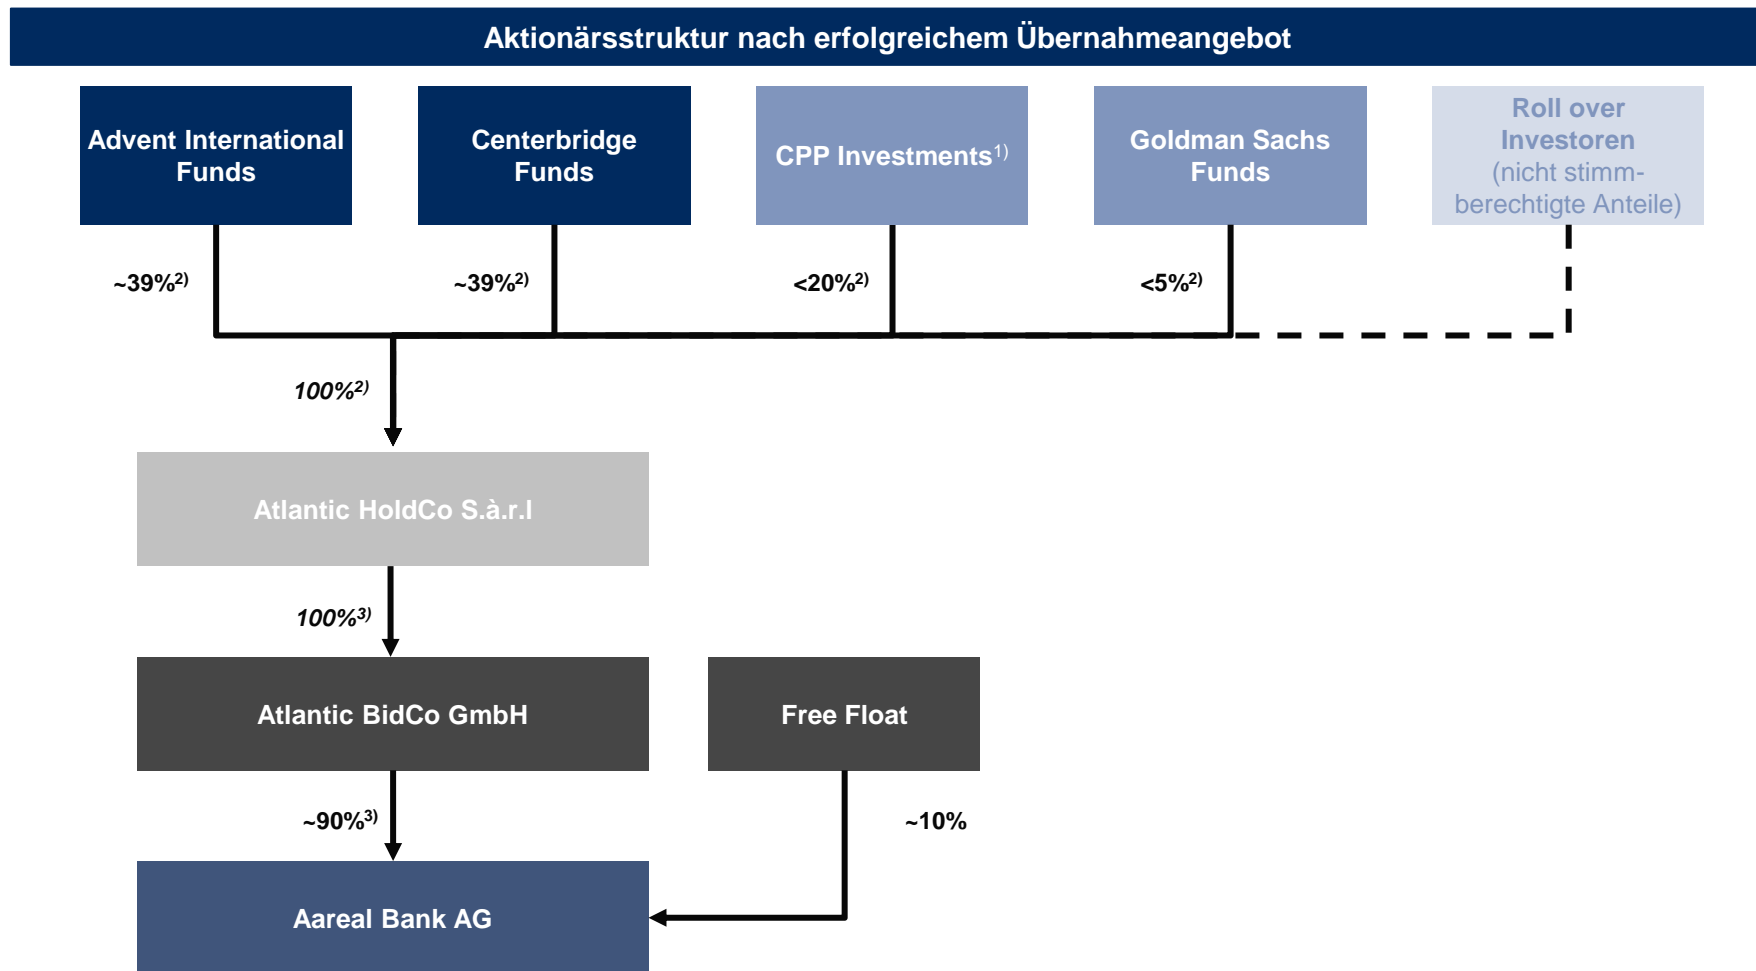 Aktionärsstruktur nach erfolgreichem Übernahmeangebot
Advent International
Funds
Centerbridge
Funds
CPP Investments¹⁾
Goldman Sachs
Funds
Roll over
Investoren
(nicht stimm-
berechtigte Anteile)
~39%²⁾
~39%²⁾
<20%²⁾
<5%²⁾
100%²⁾
Atlantic HoldCo S.à.r.l
100%³⁾
Atlantic BidCo GmbH
Free Float
~90%³⁾
~10%
Aareal Bank AG